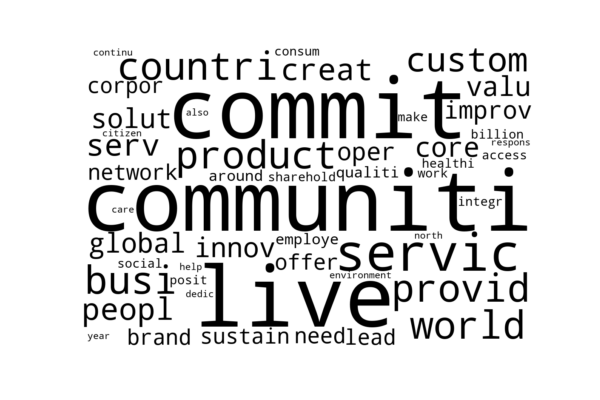 continu
consum
countri
creat
custom
corpor
commit
valu
solut
also
make
improv
citizen
billion
serv
product
oper
core
respons
healthi
access
network
around
sharehold
qualiti
work
communiti
care
integr
global
innov
employe
north
servic
social
help
offer
environment
busi
posit
live
provid
dedic
peopl
world
year
brand
sustain
need
lead